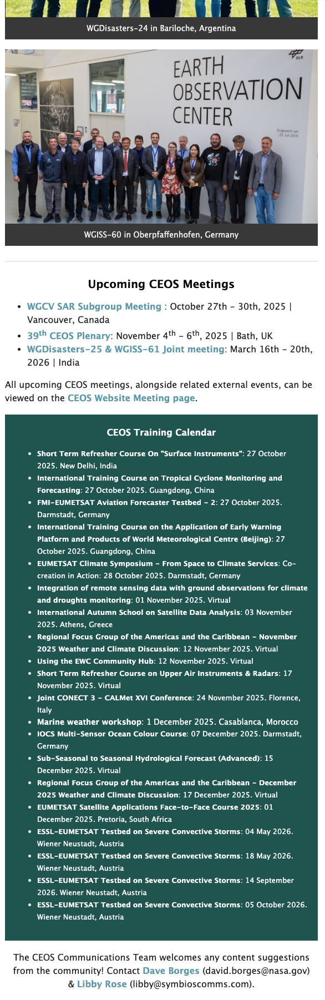 WGDisasters-24 in Bariloche, Argentina
DLR
EARTH
OBSERVATION
CENTER
Eingeweiht am
20. Juli 2010
WGISS-60 in Oberpfaffenhofen, Germany
Upcoming CEOS Meetings
• WGCV SAR Subgroup Meeting : October 27th - 30th, 2025 |
Vancouver, Canada
• 39th CEOS Plenary: November 4th - 6th, 2025 | Bath, UK
• WGDisasters-25 & WGISS-61 Joint meeting: March 16th - 20th,
2026 | India
All upcoming CEOS meetings, alongside related external events, can be
viewed on the CEOS Website Meeting page.
CEOS Training Calendar
• Short Term Refresher Course On "Surface Instruments": 27 October
2025. New Delhi, India
• International Training Course on Tropical Cyclone Monitoring and
Forecasting: 27 October 2025. Guangdong, China
• FMI-EUMETSAT Aviation Forecaster Testbed - 2: 27 October 2025.
Darmstadt, Germany
• International Training Course on the Application of Early Warning
Platform and Products of World Meteorological Centre (Beijing): 27
October 2025. Guangdong, China
• EUMETSAT Climate Symposium - From Space to Climate Services: Co-
creation in Action: 28 October 2025. Darmstadt, Germany
• Integration of remote sensing data with ground observations for climate
and droughts monitoring: 01 November 2025. Virtual
• International Autumn School on Satellite Data Analysis: 03 November
2025. Athens, Greece
• Regional Focus Group of the Americas and the Caribbean - November
2025 Weather and Climate Discussion: 12 November 2025. Virtual
• Using the EWC Community Hub: 12 November 2025. Virtual
• Short Term Refresher Course on Upper Air Instruments & Radars: 17
November 2025. Virtual
• Joint CONECT 3 - CALMet XVI Conference: 24 November 2025. Florence,
Italy
• Marine weather workshop: 1 December 2025. Casablanca, Morocco
• IOCS Multi-Sensor Ocean Colour Course: 07 December 2025. Darmstadt,
Germany
• Sub-Seasonal to Seasonal Hydrological Forecast (Advanced): 15
December 2025. Virtual
• Regional Focus Group of the Americas and the Caribbean - December
2025 Weather and Climate Discussion: 17 December 2025. Virtual
• EUMETSAT Satellite Applications Face-to-Face Course 2025: 01
December 2025. Pretoria, South Africa
• ESSL-EUMETSAT Testbed on Severe Convective Storms: 04 May 2026.
Wiener Neustadt, Austria
• ESSL-EUMETSAT Testbed on Severe Convective Storms: 18 May 2026.
Wiener Neustadt, Austria
• ESSL-EUMETSAT Testbed on Severe Convective Storms: 14 September
2026. Wiener Neustadt, Austria
• ESSL-EUMETSAT Testbed on Severe Convective Storms: 05 October 2026.
Wiener Neustadt, Austria
The CEOS Communications Team welcomes any content suggestions
from the community! Contact Dave Borges (david.borges@nasa.gov)
& Libby Rose (libby@symbioscomms.com).